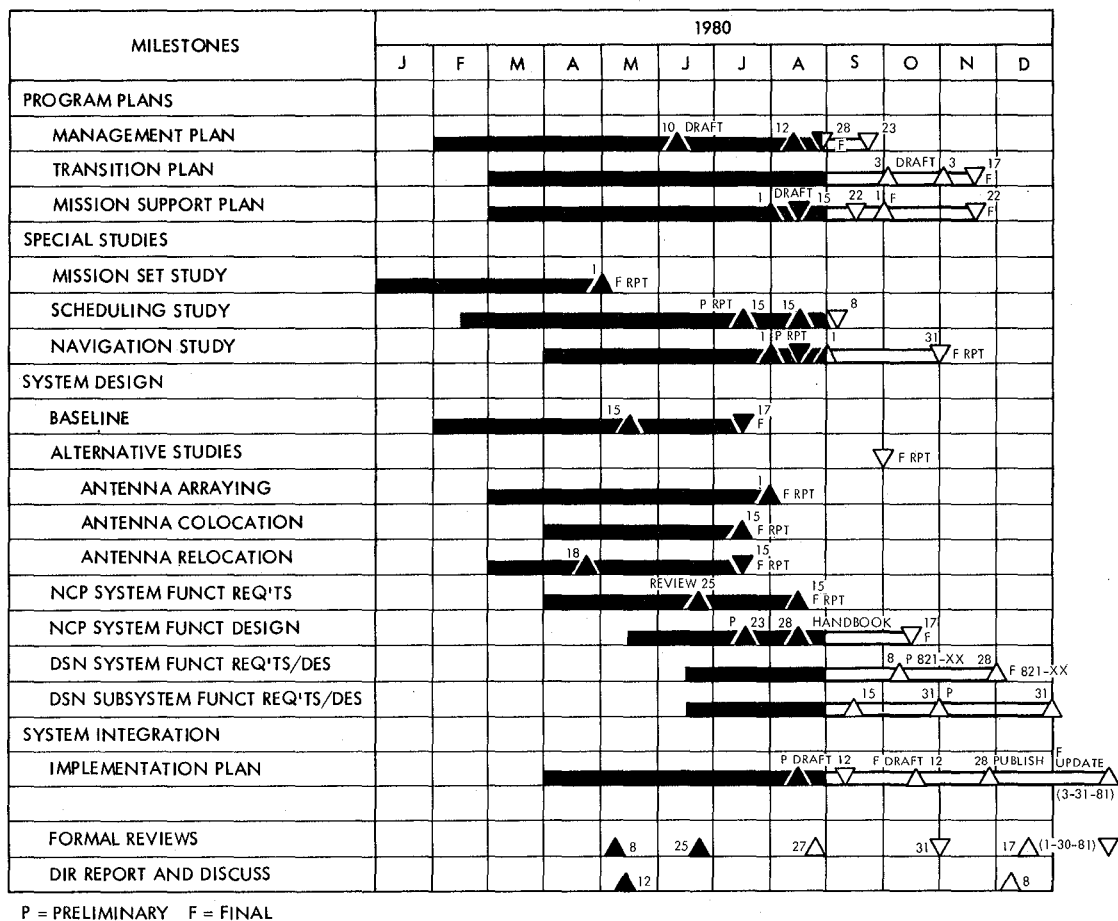 MILESTONES
1980
J F M A M J J A S O N D
PROGRAM PLANS
MANAGEMENT PLAN 10 DRAFT 12 28 F 23
TRANSITION PLAN 3 DRAFT 3 17 F
MISSION SUPPORT PLAN 1 DRAFT 15 22 1 F 22 F
SPECIAL STUDIES
MISSION SET STUDY 1 F RPT
SCHEDULING STUDY P RPT 15 15 8
NAVIGATION STUDY 1 P RPT 1 31 F RPT
SYSTEM DESIGN
BASELINE 15 17 F
ALTERNATIVE STUDIES F RPT
ANTENNA ARRAYING 1 F RPT
ANTENNA COLOCATION 15 F RPT
ANTENNA RELOCATION 18 15 F RPT
NCP SYSTEM FUNCT REQ'TS REVIEW 25 15 F RPT
NCP SYSTEM FUNCT DESIGN P 23 28 HANDBOOK 17 F
DSN SYSTEM FUNCT REQ'TS/DES 8 P 821-XX 28 F 821-XX
DSN SUBSYSTEM FUNCT REQ'TS/DES 15 31 P 31
SYSTEM INTEGRATION
IMPLEMENTATION PLAN P DRAFT 12 F DRAFT 12 28 PUBLISH F UPDATE (3-31-81)
FORMAL REVIEWS 8 25 27 31 17 (1-30-81)
DIR REPORT AND DISCUSS 12 8
P = PRELIMINARY F = FINAL